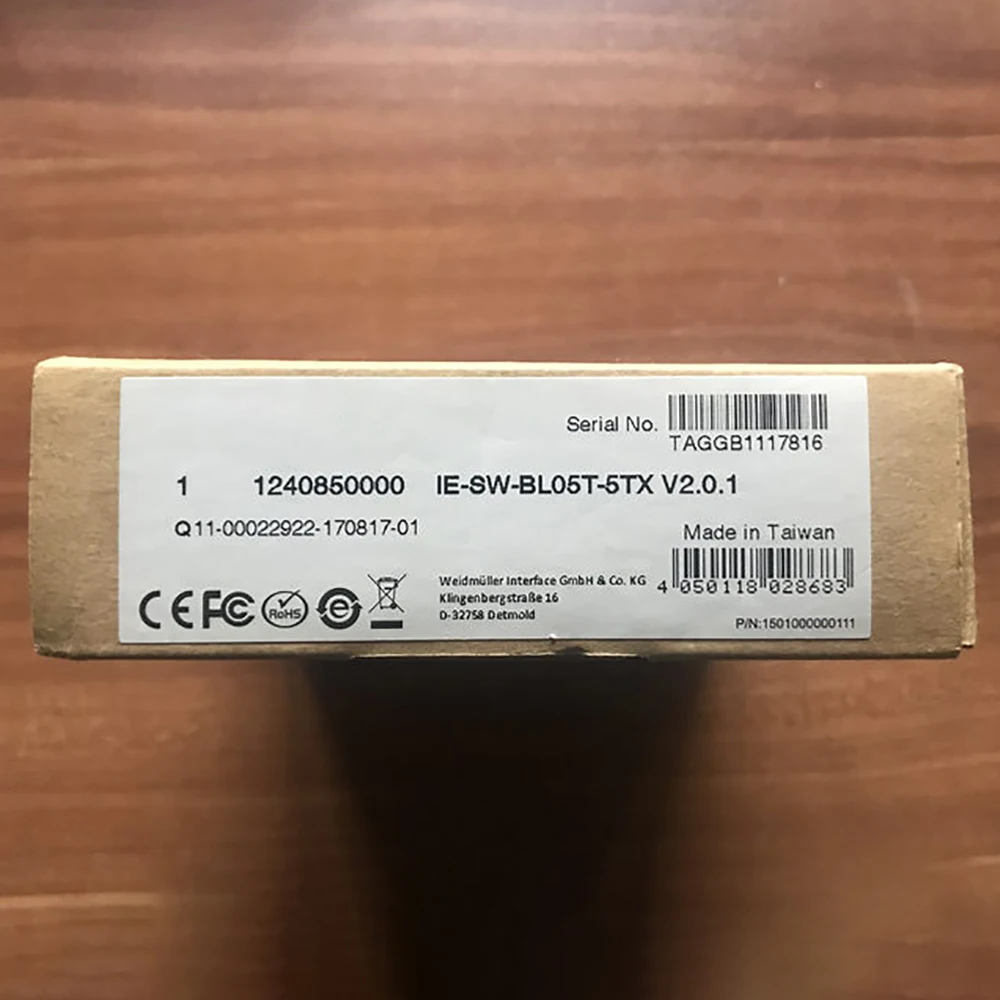 Serial No.
TAGGB1117816
1 1240850000 IE-SW-BL05T-5TX V2.0.1
Q11-00022922-170817-01
Made in Taiwan
4 050118 028683
CE FC RoHS e
Weidmüller Interface GmbH & Co. KG
Klingenbergstraße 16
D-32758 Detmold
P/N:1501000000111